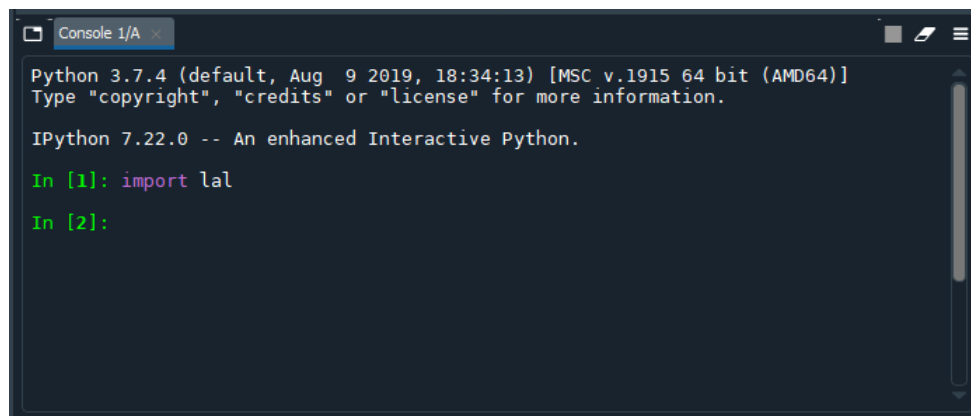 Console 1/A
Python 3.7.4 (default, Aug  9 2019, 18:34:13) [MSC v.1915 64 bit (AMD64)]
Type "copyright", "credits" or "license" for more information.
IPython 7.22.0 -- An enhanced Interactive Python.
In [1]: import lal
In [2]: